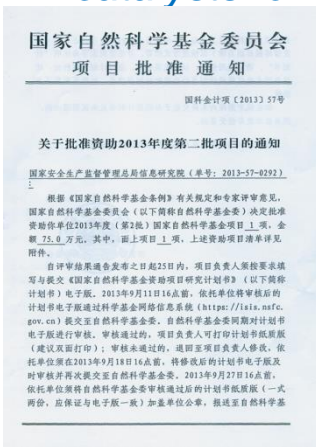 国家自然科学基金委员会
项目批准通知
国科金计项〔2013〕57号
关于批准资助2013年度第二批项目的通知
国家安全生产监督管理总局信息研究院（单号：2013-57-0292）
：
根据《国家自然科学基金条例》有关规定和专家评审意见，
国家自然科学基金委员会（以下简称自然科学基金委）决定批准
资助你单位2013年度（第2批）国家自然科学基金项目 1 项，金
额 75.0 万元。其中，面上项目 1 项，上述资助项目清单详见
附件。
自评审结果通告发布之日起25日内，项目负责人须按要求填
写与提交《国家自然科学基金资助项目研究计划书》（以下简称
计划书）电子版。2013年9月11日16点前，依托单位将审核后的
计划书电子版通过科学基金网络信息系统（https://isis.nsfc.
gov.cn）提交至自然科学基金委。自然科学基金委同期对计划书
电子版进行审核。审核通过的，项目负责人可打印计划书纸质版
（建议双面打印）；审核未通过的，退回至项目负责人修改，依
托单位须在2013年9月18日16点前，将修改后的计划书电子版及
时审核并再次提交至自然科学基金委。2013年9月27日16点前，
依托单位须将自然科学基金委审核通过后的计划书纸质版（一式
两份，应保证与电子版一致）加盖单位公章，报送至自然科学基